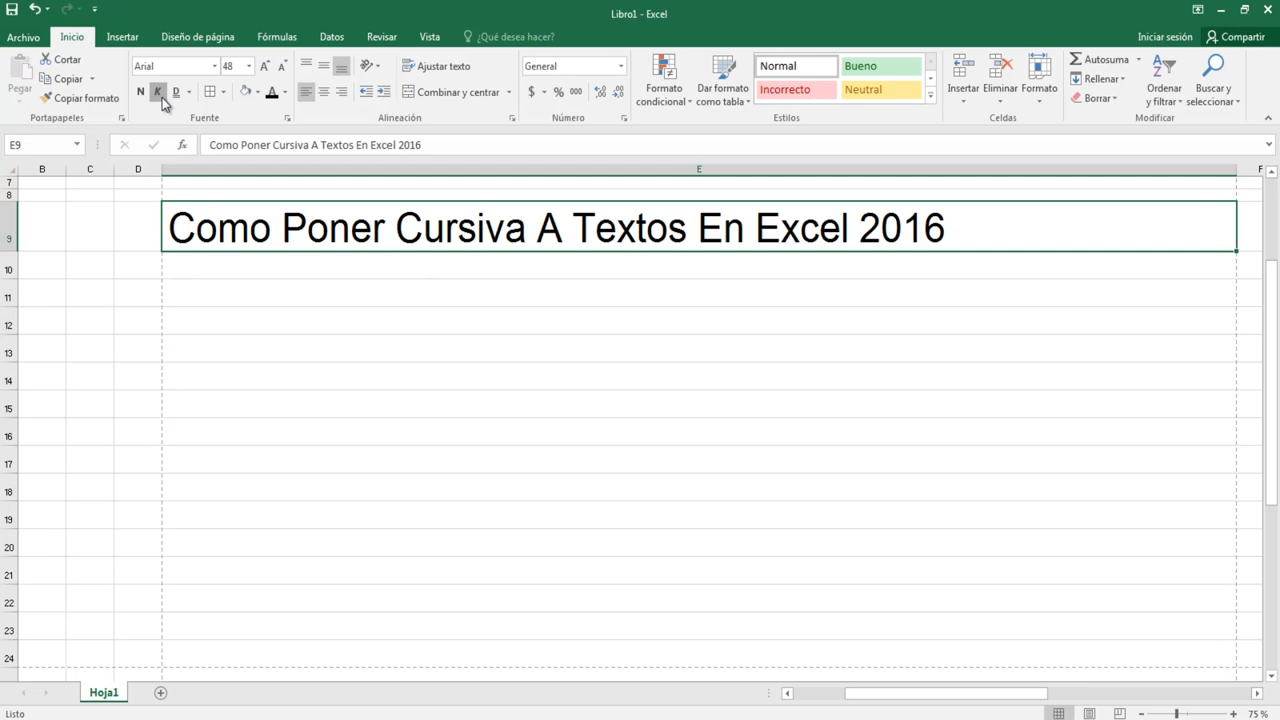 Libro1 - Excel
Archivo Inicio Insertar Diseño de página Fórmulas Datos Revisar Vista ¿Qué desea hacer? Iniciar sesión Compartir
Pegar
Cortar
Copiar
Copiar formato
Portapapeles
Arial 48
N K D A
Fuente
Ajustar texto
Combinar y centrar
Alineación
General
$ % 000
Número
Formato condicional
Dar formato como tabla
Normal Bueno
Incorrecto Neutral
Estilos
Insertar Eliminar Formato
Celdas
Autosuma
Rellenar
Borrar
Ordenar y filtrar
Buscar y seleccionar
Modificar
E9 fx Como Poner Cursiva A Textos En Excel 2016
B C D E F
7
8
9 Como Poner Cursiva A Textos En Excel 2016
10
11
12
13
14
15
16
17
18
19
20
21
22
23
24
Hoja1
Listo 75 %